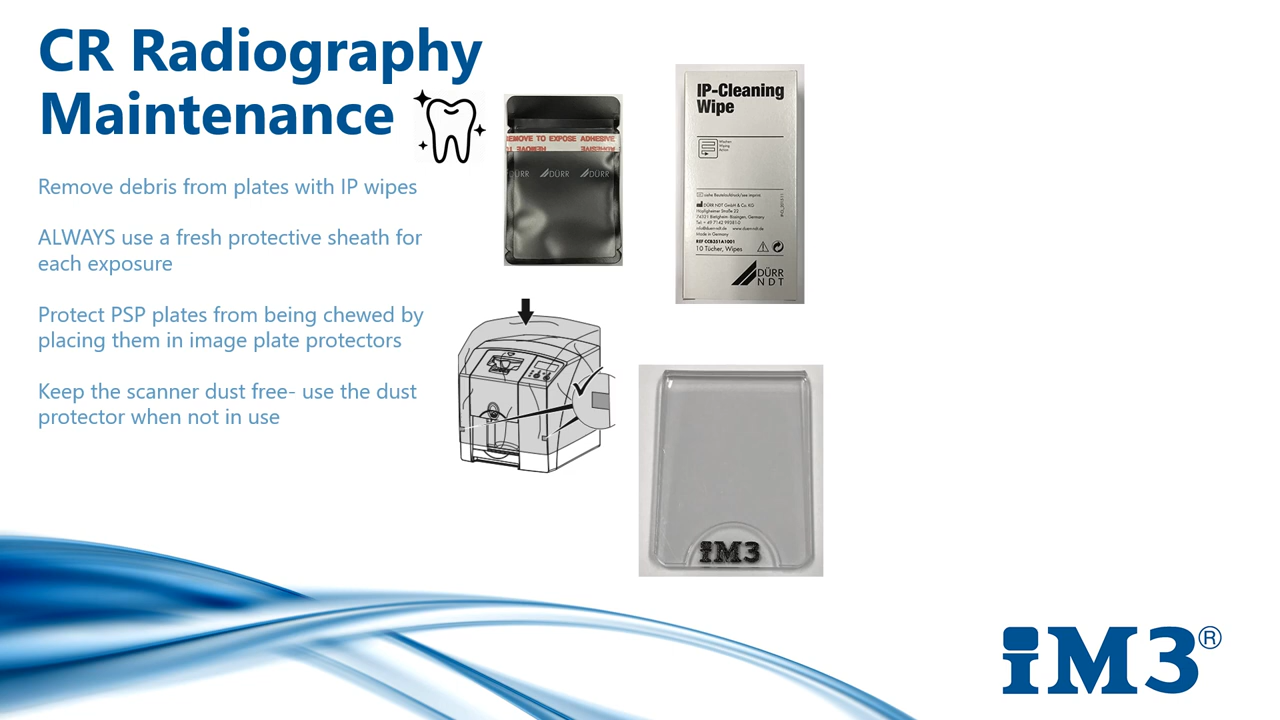 CR Radiography
Maintenance
Remove debris from plates with IP wipes
ALWAYS use a fresh protective sheath for
each exposure
Protect PSP plates from being chewed by
placing them in image plate protectors
Keep the scanner dust free- use the dust
protector when not in use
REMOVE TO EXPOSE ADHESIVE
DÜRR DÜRR DÜRR
IP-Cleaning
Wipe
DÜRR NDT GmbH & Co. KG
Höpfigheimer Straße 22
74321 Bietigheim-Bissingen, Germany
Made in Germany
REF CCB351A1001
10 Tücher, Wipes
DÜRR
NDT
iM3
iM3®